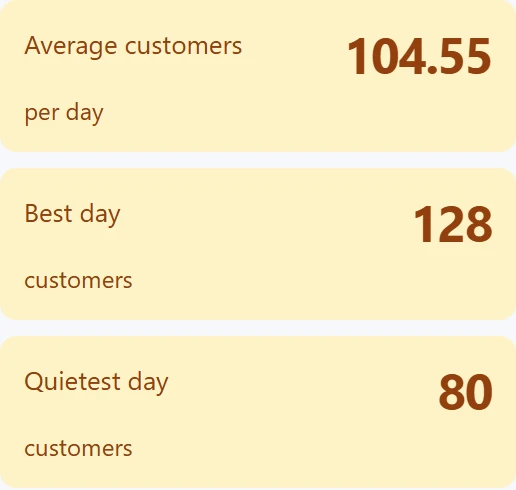 Average customers
104.55
per day
Best day
128
customers
Quietest day
80
customers